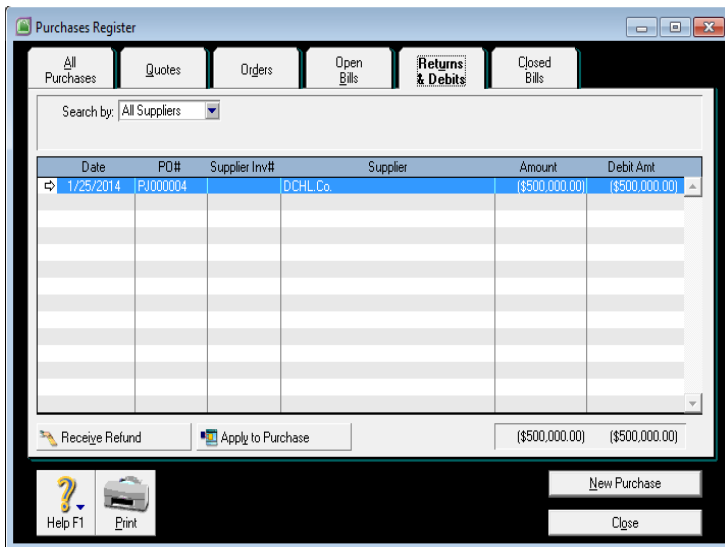 Purchases Register
All Purchases
Quotes
Orders
Open Bills
Returns & Debits
Closed Bills
Search by: All Suppliers
Date PO# Supplier Inv# Supplier Amount Debit Amt
1/25/2014 PJ000004 DCHL.Co. ($500,000.00) ($500,000.00)
Receive Refund Apply to Purchase ($500,000.00) ($500,000.00)
Help F1 Print
New Purchase
Close